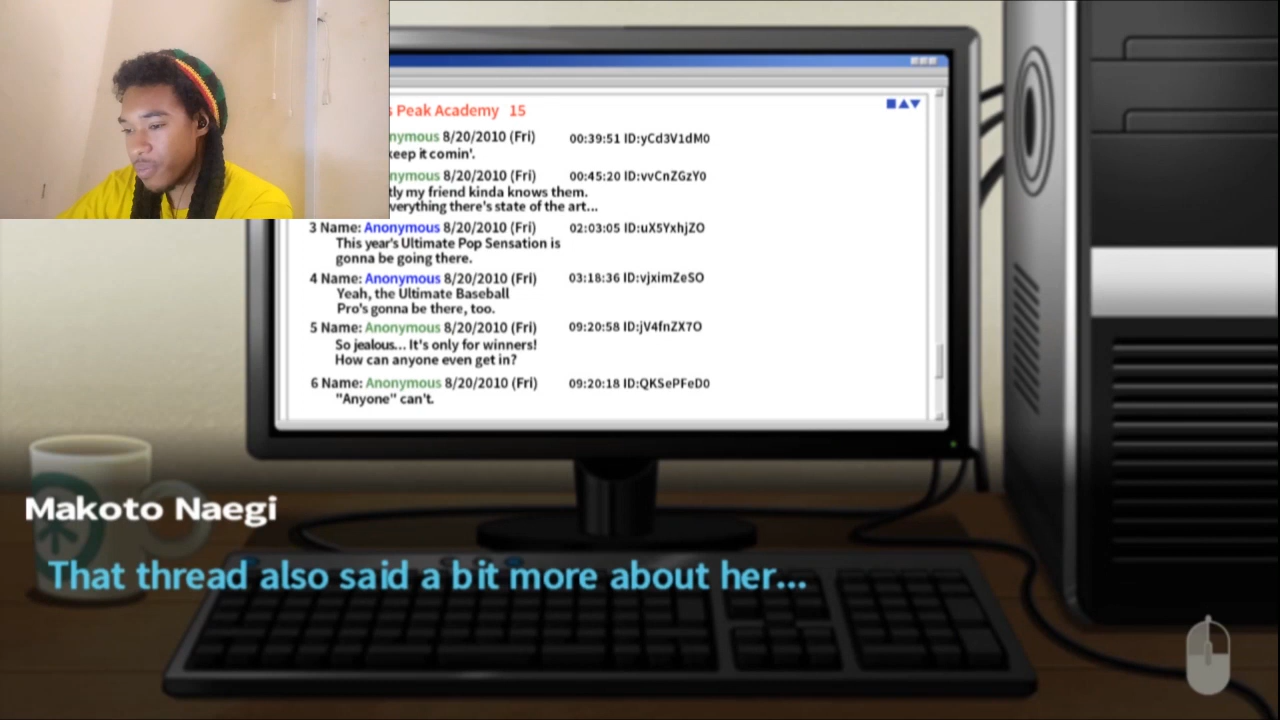 s Peak Academy 15
nymous 8/20/2010 (Fri) 00:39:51 ID:yCd3V1dM0
keep it comin'.
nymous 8/20/2010 (Fri) 00:45:20 ID:vvCnZGzY0
tly my friend kinda knows them.
verything there's state of the art...
3 Name: Anonymous 8/20/2010 (Fri) 02:03:05 ID:uX5YxhjZO
This year's Ultimate Pop Sensation is
gonna be going there.
4 Name: Anonymous 8/20/2010 (Fri) 03:18:36 ID:vjximZeSO
Yeah, the Ultimate Baseball
Pro's gonna be there, too.
5 Name: Anonymous 8/20/2010 (Fri) 09:20:58 ID:jV4fnZX7O
So jealous... It's only for winners!
How can anyone even get in?
6 Name: Anonymous 8/20/2010 (Fri) 09:20:18 ID:QKSePFeD0
"Anyone" can't.
Makoto Naegi
That thread also said a bit more about her...